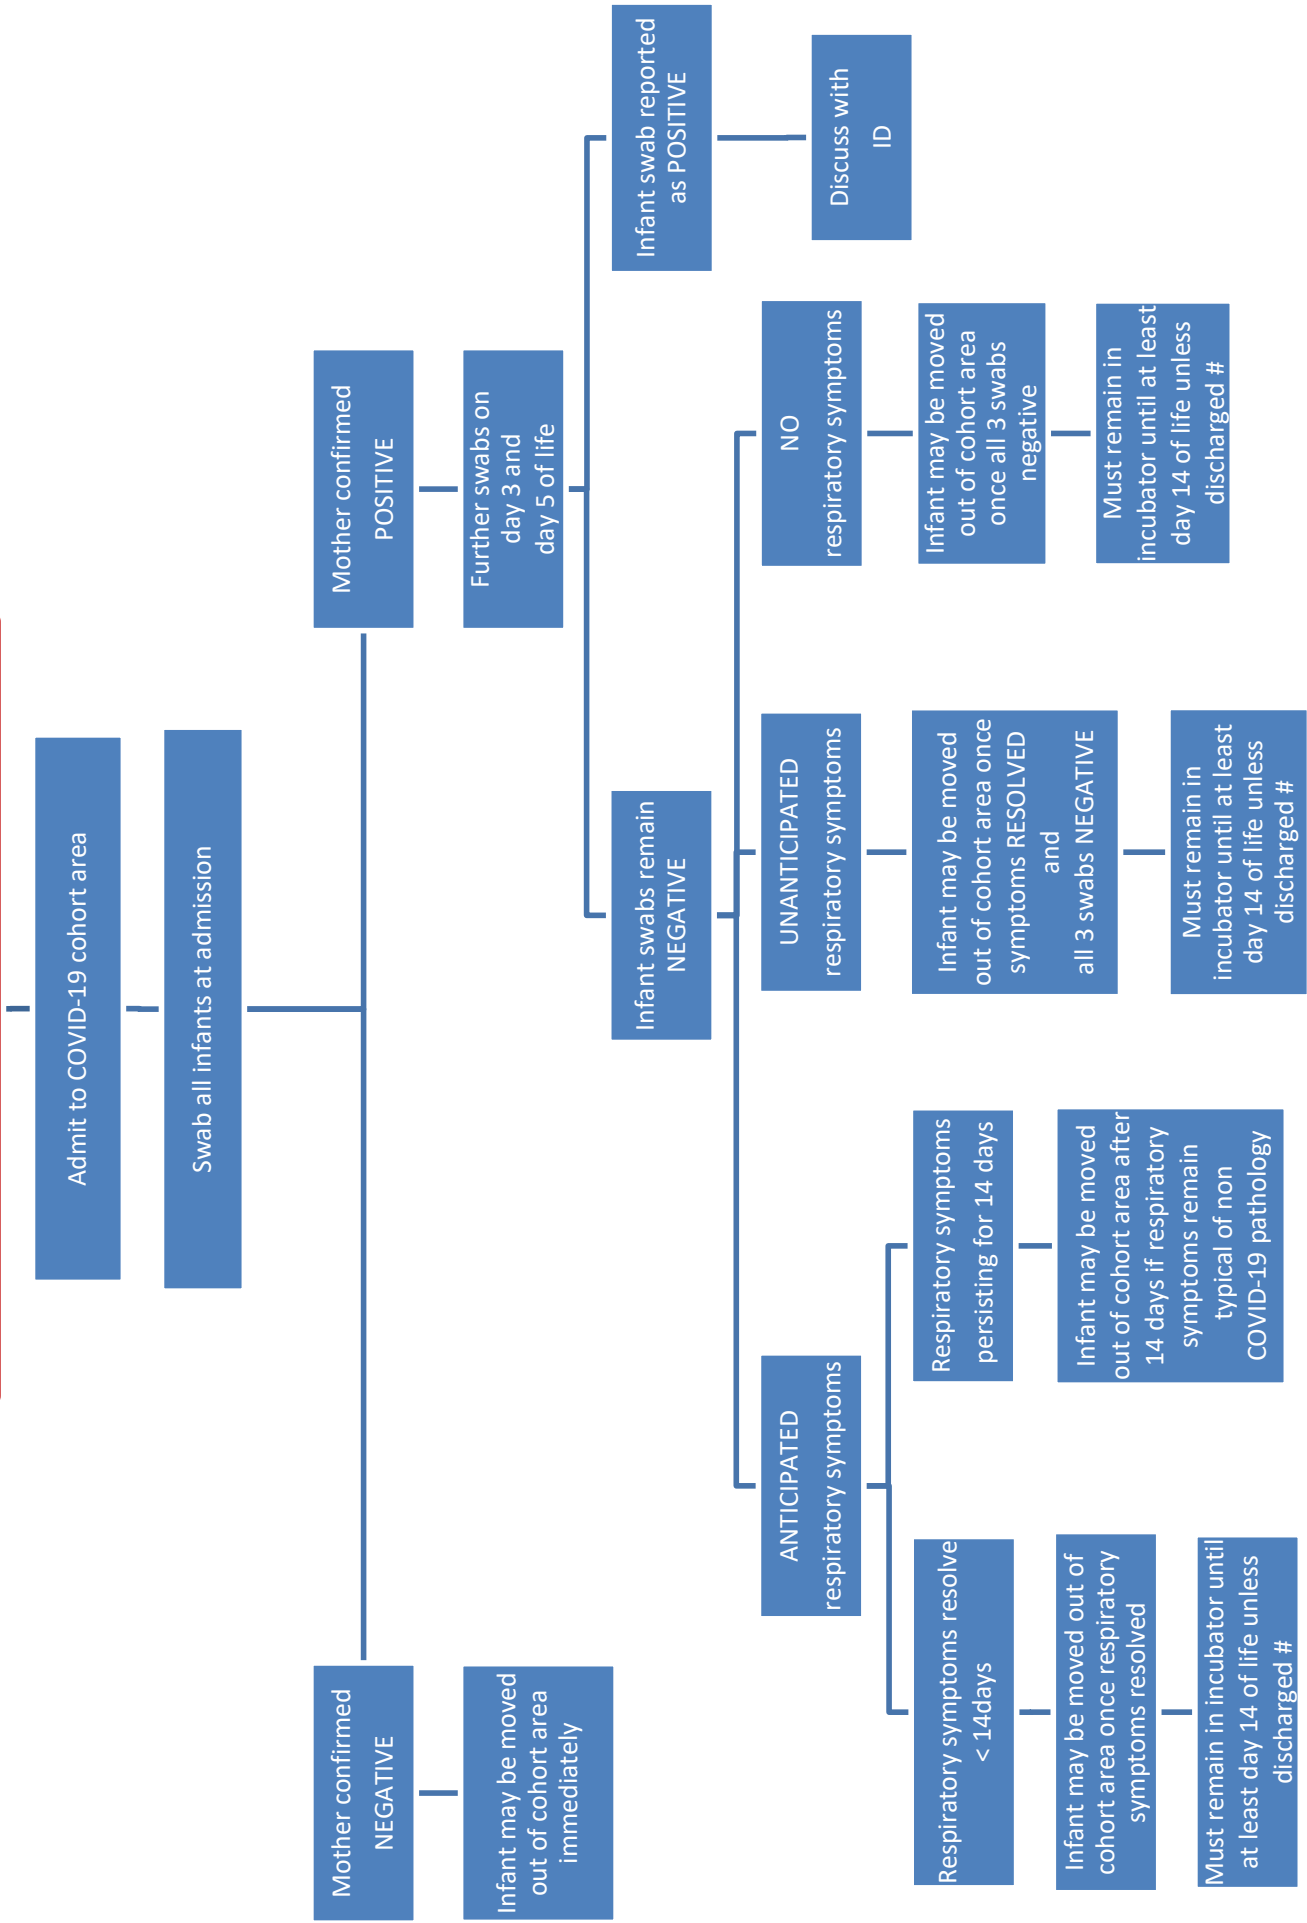 Admit to COVID-19 cohort area
Swab all infants at admission
Mother confirmed
NEGATIVE
Infant may be moved
out of cohort area
immediately
Mother confirmed
POSITIVE
Further swabs on
day 3 and
day 5 of life
Infant swabs remain
NEGATIVE
Infant swab reported
as POSITIVE
Discuss with
ID
ANTICIPATED
respiratory symptoms
UNANTICIPATED
respiratory symptoms
NO
respiratory symptoms
Respiratory symptoms resolve
< 14days
Infant may be moved out of
cohort area once respiratory
symptoms resolved
Must remain in incubator until
at least day 14 of life unless
discharged #
Respiratory symptoms
persisting for 14 days
Infant may be moved
out of cohort area after
14 days if respiratory
symptoms remain
typical of non
COVID-19 pathology
Infant may be moved
out of cohort area once
symptoms RESOLVED
and
all 3 swabs NEGATIVE
Must remain in
incubator until at least
day 14 of life unless
discharged #
Infant may be moved
out of cohort area
once all 3 swabs
negative
Must remain in
incubator until at least
day 14 of life unless
discharged #